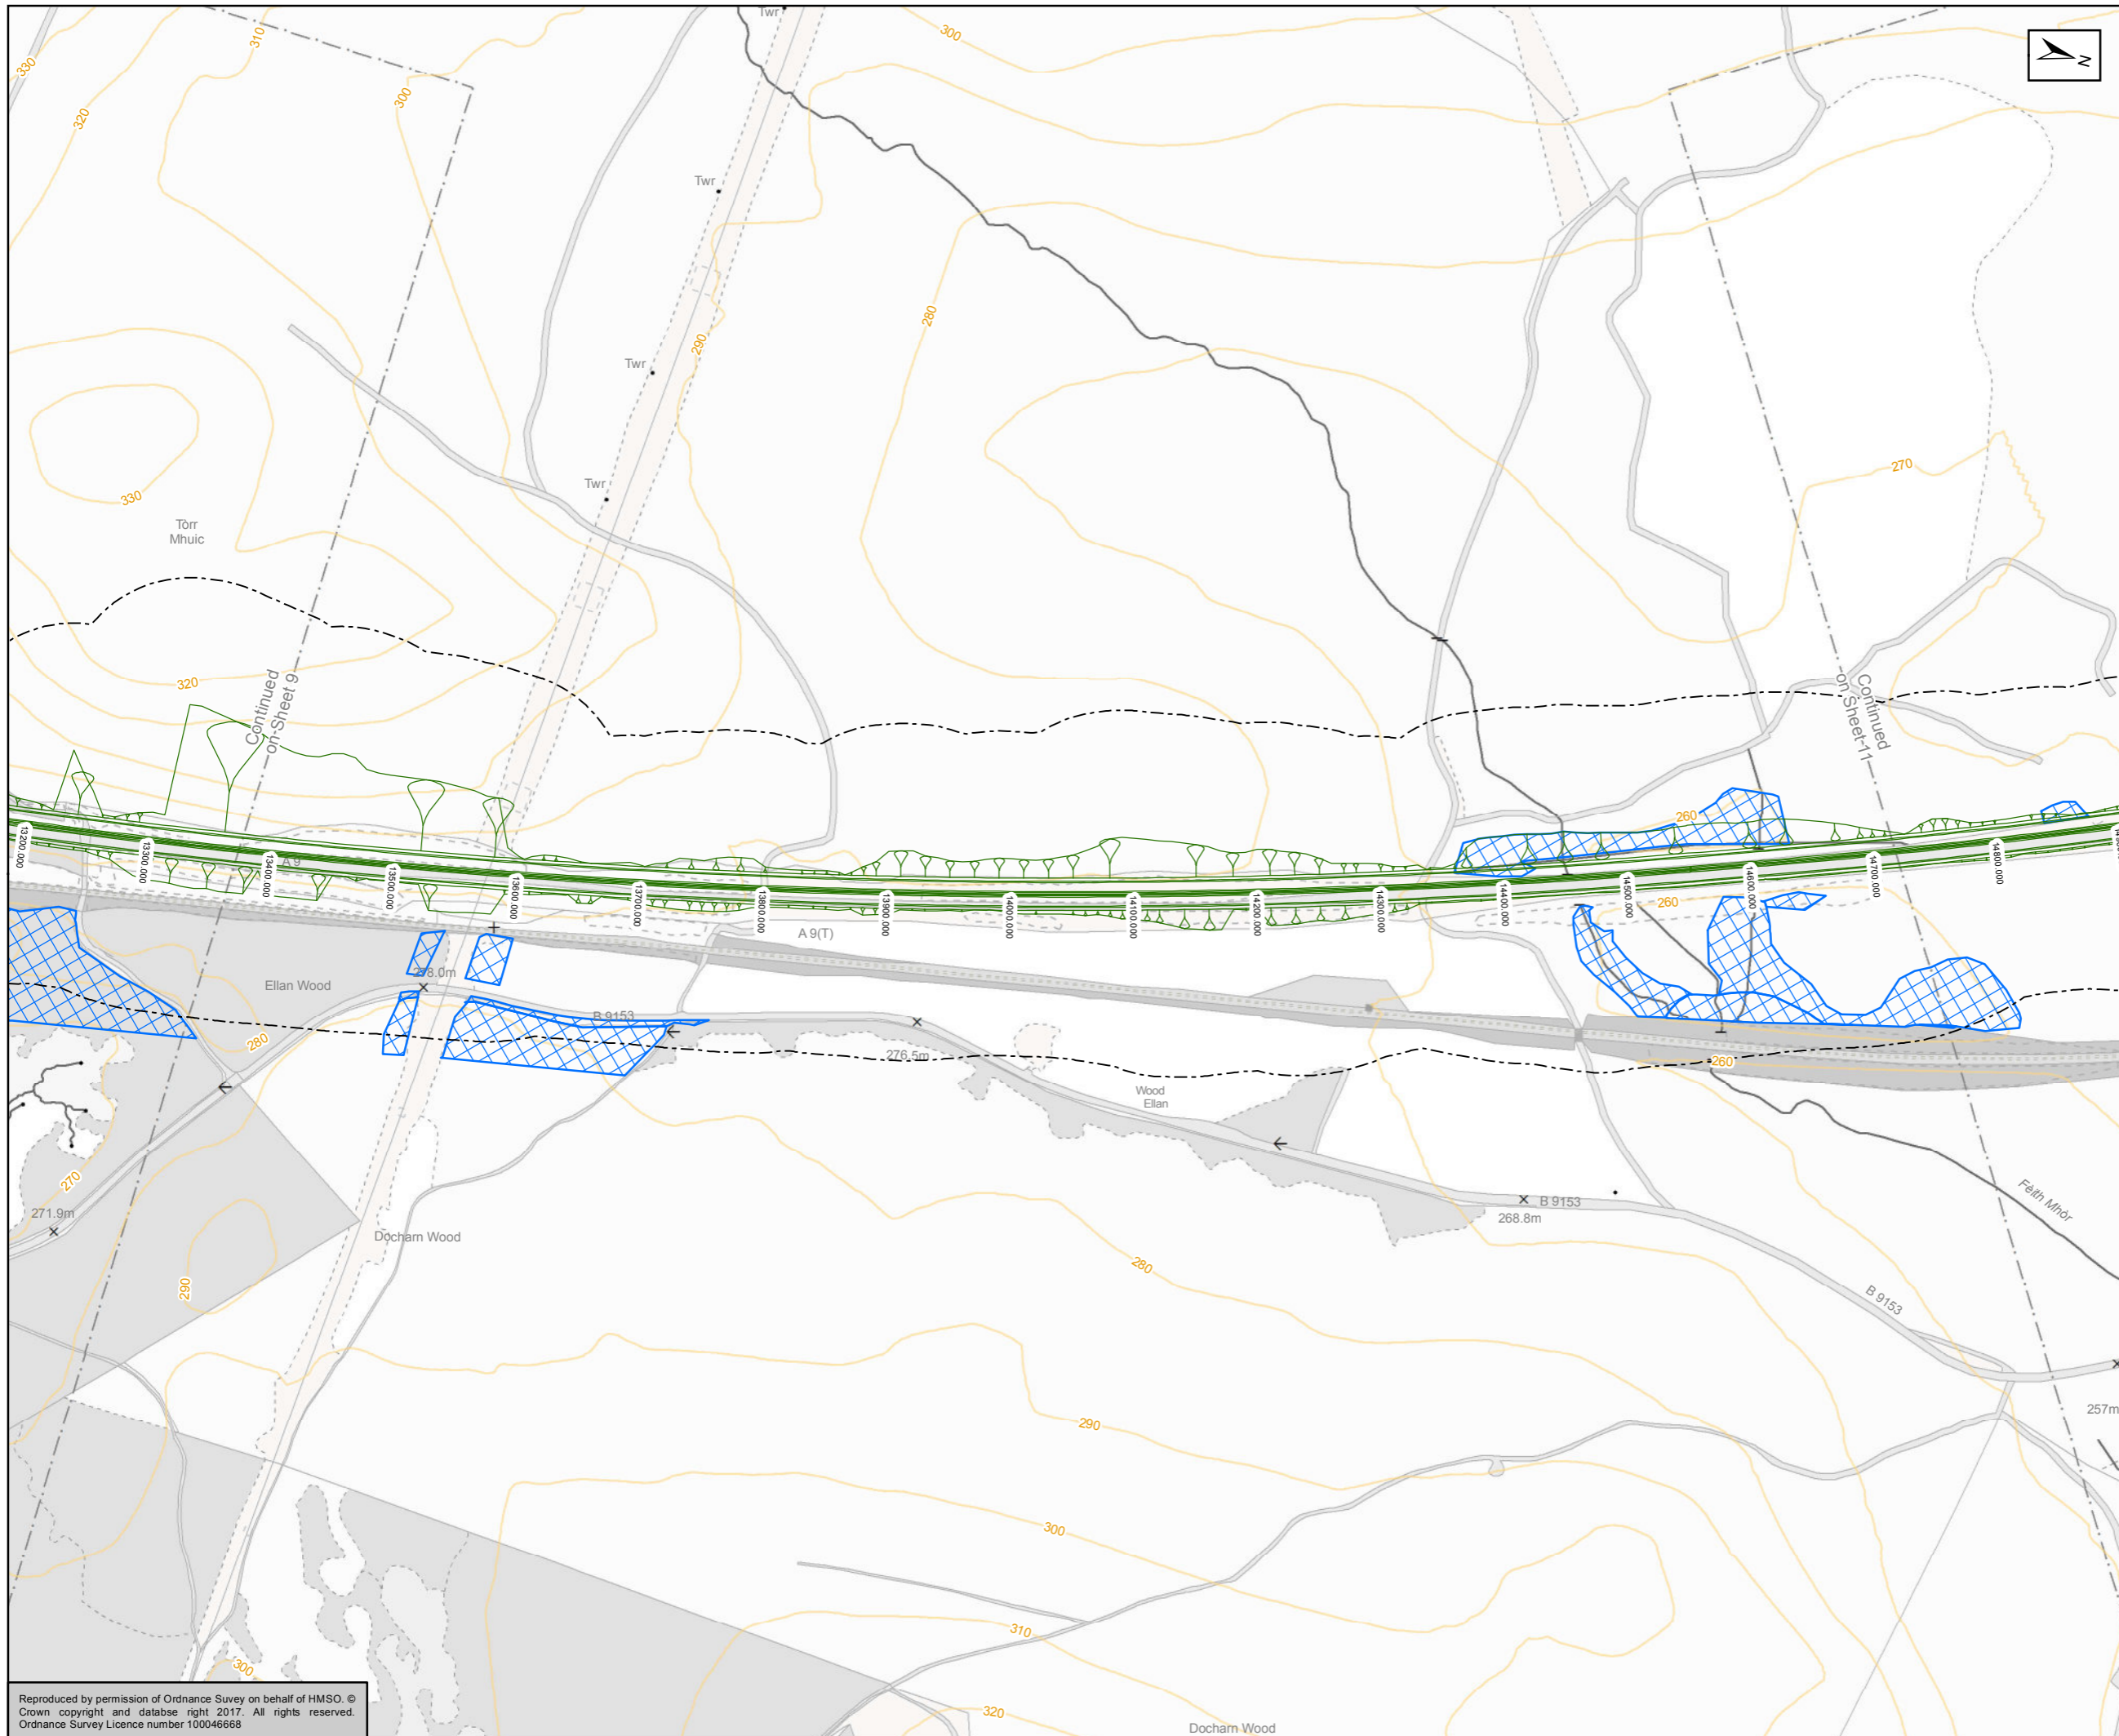 Twr
300
310
330
320
300
N
Twr
280
290
Twr
270
Twr
330
Tòrr
Mhuic
320
Continued
on Sheet 9
Continued
on Sheet 11
260
A 9
13200.000
13300.000
13400.000
13500.000
13600.000
13700.000
13800.000
13900.000
14000.000
14100.000
14200.000
14300.000
14400.000
14500.000
14600.000
14700.000
14800.000
260
A 9(T)
278.0m
Ellan Wood
B 9153
280
276.5m
260
Wood
Ellan
270
271.9m
Fèith Mhòr
B 9153
268.8m
Docharn Wood
280
290
B 9153
257m
290
300
310
300
320
Docharn Wood
Reproduced by permission of Ordnance Suvey on behalf of HMSO. ©
Crown copyright and databse right 2017. All rights reserved.
Ordnance Survey Licence number 100046668